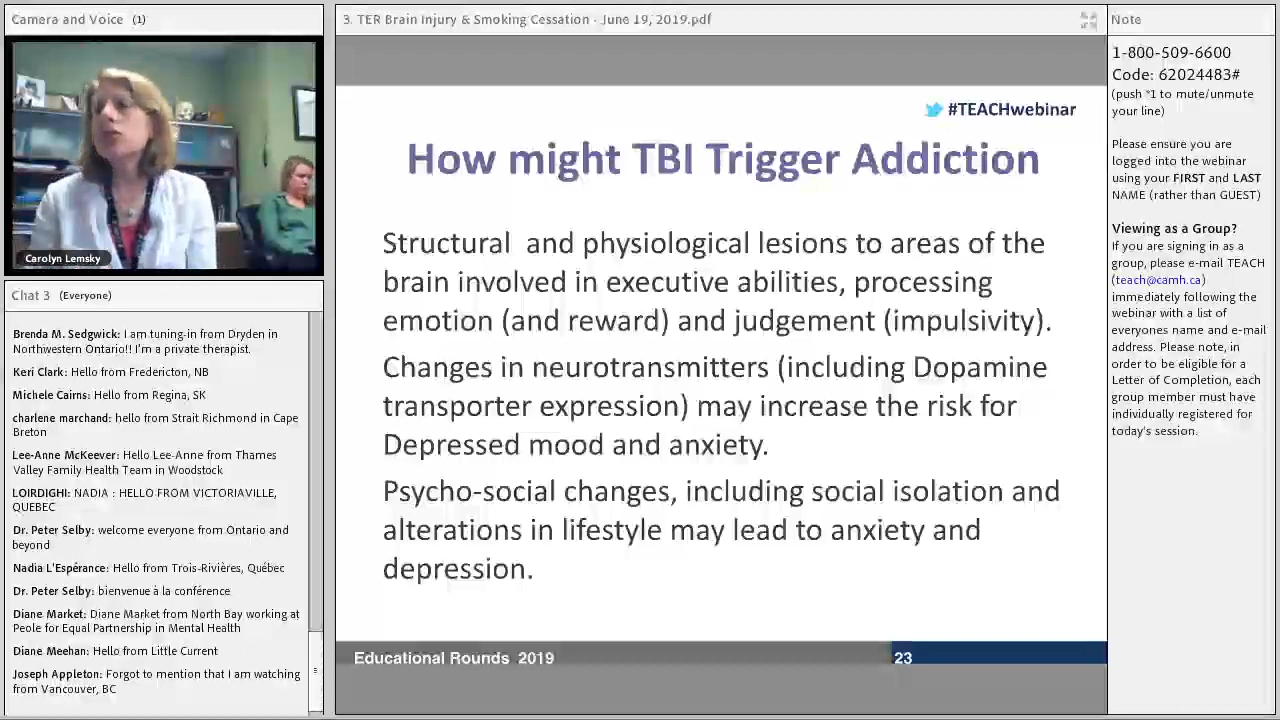 Camera and Voice (1)
Carolyn Lemsky
Chat 3 (Everyone)
Brenda M. Sedgwick: I am tuning-in from Dryden in
Northwestern Ontario!! I'm a private therapist.
Keri Clark: Hello from Fredericton, NB
Michele Cairns: Hello from Regina, SK
charlene marchand: hello from Strait Richmond in Cape
Breton
Lee-Anne McKeever: Hello Lee-Anne from Thames
Valley Family Health Team in Woodstock
LOIRDIGHI: NADIA : HELLO FROM VICTORIAVILLE,
QUEBEC
Dr. Peter Selby: welcome everyone from Ontario and
beyond
Nadia L'Espérance: Hello from Trois-Rivières, Québec
Dr. Peter Selby: bienvenue à la conférence
Diane Market: Diane Market from North Bay working at
Peole for Equal Partnership in Mental Health
Diane Meehan: Hello from Little Current
Joseph Appleton: Forgot to mention that I am watching
from Vancouver, BC
3. TER Brain Injury & Smoking Cessation - June 19, 2019.pdf
#TEACHwebinar
How might TBI Trigger Addiction
Structural and physiological lesions to areas of the
brain involved in executive abilities, processing
emotion (and reward) and judgement (impulsivity).
Changes in neurotransmitters (including Dopamine
transporter expression) may increase the risk for
Depressed mood and anxiety.
Psycho-social changes, including social isolation and
alterations in lifestyle may lead to anxiety and
depression.
Educational Rounds 2019
23
Note
1-800-509-6600
Code: 62024483#
(push *1 to mute/unmute
your line)
Please ensure you are
logged into the webinar
using your FIRST and LAST
NAME (rather than GUEST)
Viewing as a Group?
If you are signing in as a
group, please e-mail TEACH
(teach@camh.ca)
immediately following the
webinar with a list of
everyones name and e-mail
address. Please note, in
order to be eligible for a
Letter of Completion, each
group member must have
individually registered for
today's session.